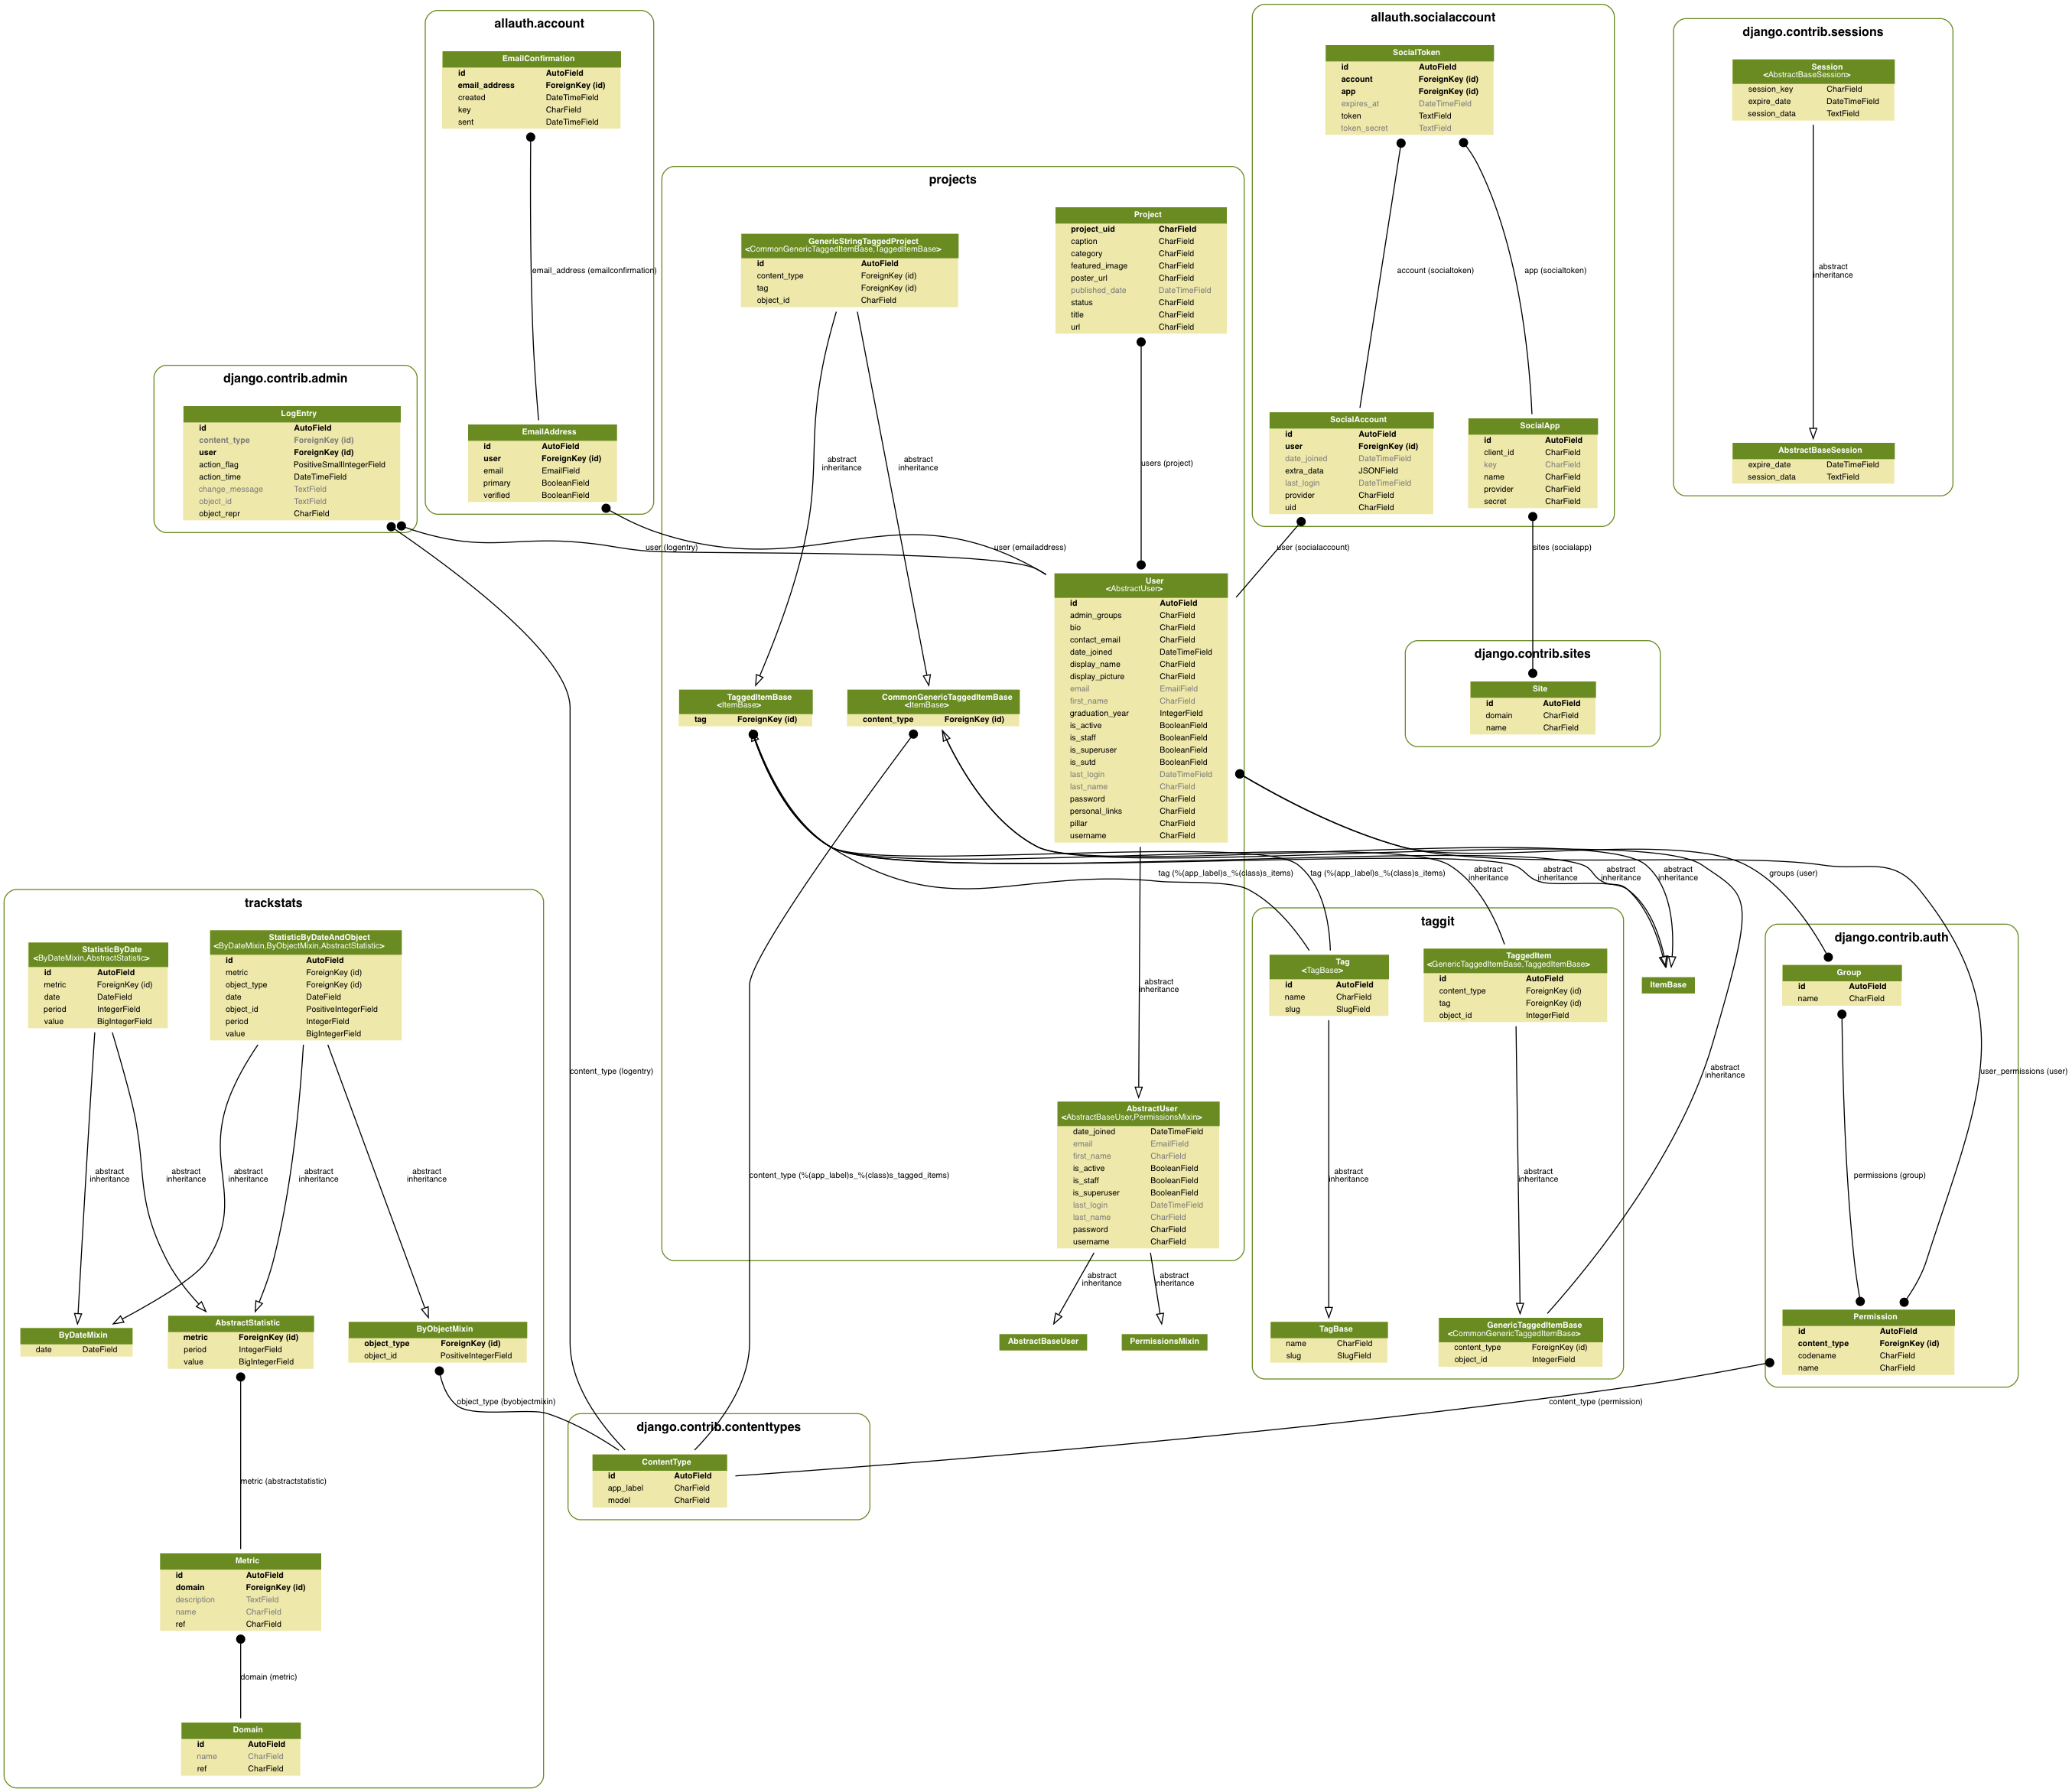 allauth.account
EmailConfirmation
id AutoField
email_address ForeignKey (id)
created DateTimeField
key CharField
sent DateTimeField
email_address (emailconfirmation)
EmailAddress
id AutoField
user ForeignKey (id)
email EmailField
primary BooleanField
verified BooleanField
allauth.socialaccount
SocialToken
id AutoField
account ForeignKey (id)
app ForeignKey (id)
expires_at DateTimeField
token TextField
token_secret TextField
account (socialtoken)
app (socialtoken)
SocialAccount
id AutoField
user ForeignKey (id)
date_joined DateTimeField
extra_data JSONField
last_login DateTimeField
provider CharField
uid CharField
SocialApp
id AutoField
client_id CharField
key CharField
name CharField
provider CharField
secret CharField
django.contrib.sessions
Session
<AbstractBaseSession>
session_key CharField
expire_date DateTimeField
session_data TextField
abstract
inheritance
AbstractBaseSession
expire_date DateTimeField
session_data TextField
projects
GenericStringTaggedProject
<CommonGenericTaggedItemBase,TaggedItemBase>
id AutoField
content_type ForeignKey (id)
tag ForeignKey (id)
object_id CharField
Project
project_uid CharField
caption CharField
category CharField
featured_image CharField
poster_url CharField
published_date DateTimeField
status CharField
title CharField
url CharField
abstract
inheritance
abstract
inheritance
users (project)
django.contrib.admin
LogEntry
id AutoField
content_type ForeignKey (id)
user ForeignKey (id)
action_flag PositiveSmallIntegerField
action_time DateTimeField
change_message TextField
object_id TextField
object_repr CharField
user (logentry)
user (emailaddress)
user (socialaccount)
sites (socialapp)
User
<AbstractUser>
id AutoField
admin_groups CharField
bio CharField
contact_email CharField
date_joined DateTimeField
display_name CharField
display_picture CharField
email EmailField
first_name CharField
graduation_year IntegerField
is_active BooleanField
is_staff BooleanField
is_superuser BooleanField
is_sutd BooleanField
last_login DateTimeField
last_name CharField
password CharField
personal_links CharField
pillar CharField
username CharField
TaggedItemBase
<ItemBase>
tag ForeignKey (id)
CommonGenericTaggedItemBase
<ItemBase>
content_type ForeignKey (id)
django.contrib.sites
Site
id AutoField
domain CharField
name CharField
tag (%(app_label)s_%(class)s_items)
tag (%(app_label)s_%(class)s_items)
abstract
inheritance
abstract
inheritance
abstract
inheritance
abstract
inheritance
groups (user)
trackstats
StatisticByDate
<ByDateMixin,AbstractStatistic>
id AutoField
metric ForeignKey (id)
date DateField
period IntegerField
value BigIntegerField
StatisticByDateAndObject
<ByDateMixin,ByObjectMixin,AbstractStatistic>
id AutoField
metric ForeignKey (id)
object_type ForeignKey (id)
date DateField
object_id PositiveIntegerField
period IntegerField
value BigIntegerField
abstract
inheritance
taggit
Tag
<TagBase>
id AutoField
name CharField
slug SlugField
TaggedItem
<GenericTaggedItemBase,TaggedItemBase>
id AutoField
content_type ForeignKey (id)
tag ForeignKey (id)
object_id IntegerField
ItemBase
django.contrib.auth
Group
id AutoField
name CharField
content_type (logentry)
abstract
inheritance
user_permissions (user)
AbstractUser
<AbstractBaseUser,PermissionsMixin>
date_joined DateTimeField
email EmailField
first_name CharField
is_active BooleanField
is_staff BooleanField
is_superuser BooleanField
last_login DateTimeField
last_name CharField
password CharField
username CharField
abstract
inheritance
abstract
inheritance
abstract
inheritance
abstract
inheritance
abstract
inheritance
content_type (%(app_label)s_%(class)s_tagged_items)
abstract
inheritance
abstract
inheritance
permissions (group)
abstract
inheritance
abstract
inheritance
ByDateMixin
date DateField
AbstractStatistic
metric ForeignKey (id)
period IntegerField
value BigIntegerField
ByObjectMixin
object_type ForeignKey (id)
object_id PositiveIntegerField
AbstractBaseUser
PermissionsMixin
TagBase
name CharField
slug SlugField
GenericTaggedItemBase
<CommonGenericTaggedItemBase>
content_type ForeignKey (id)
object_id IntegerField
Permission
id AutoField
content_type ForeignKey (id)
codename CharField
name CharField
object_type (byobjectmixin)
content_type (permission)
django.contrib.contenttypes
ContentType
id AutoField
app_label CharField
model CharField
metric (abstractstatistic)
Metric
id AutoField
domain ForeignKey (id)
description TextField
name CharField
ref CharField
domain (metric)
Domain
id AutoField
name CharField
ref CharField